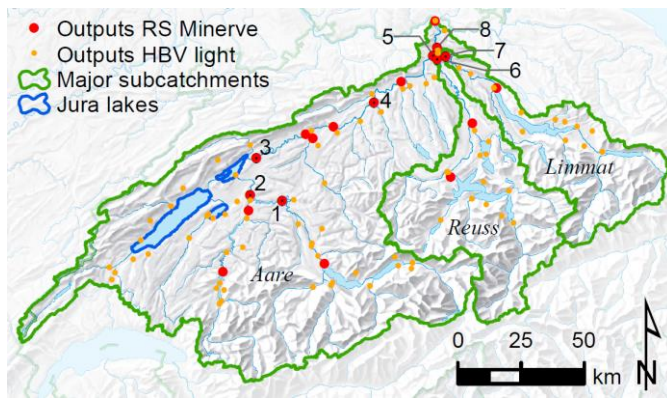 Outputs RS Minerve
Outputs HBV light
Major subcatchments
Jura lakes
8
5
7
6
4
3
Limmat
2
1
Reuss
Aare
0 25 50
km
N